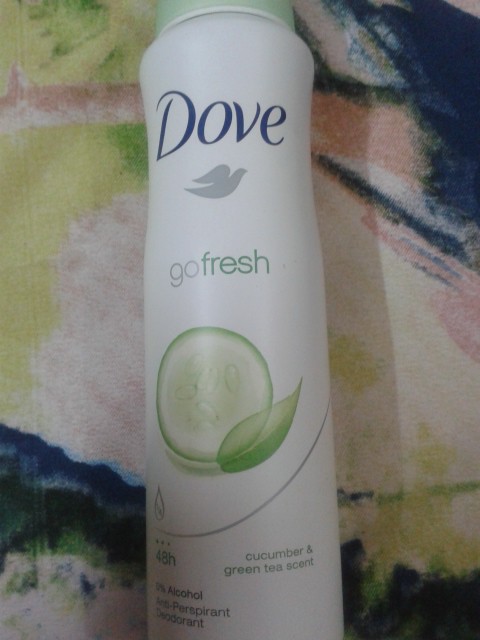 Dove
gofresh
48h
cucumber &
green tea scent
0% Alcohol
Anti-Perspirant
Deodorant